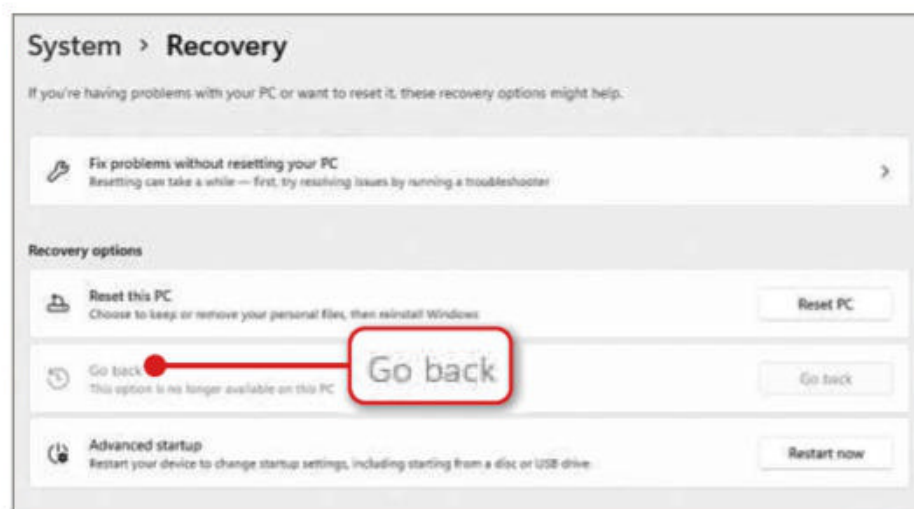 System > Recovery
If you're having problems with your PC or want to reset it, these recovery options might help.
Fix problems without resetting your PC
Resetting can take a while — first, try resolving issues by running a troubleshooter
Recovery options
Reset this PC
Choose to keep or remove your personal files, then reinstall Windows
Reset PC
Go back
This option is no longer available on this PC
Go back
Go back
Advanced startup
Restart your device to change startup settings, including starting from a disc or USB drive
Restart now